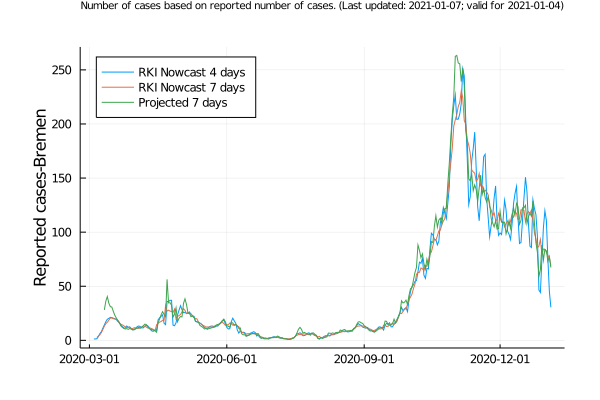 Number of cases based on reported number of cases. (Last updated: 2021-01-07; valid for 2021-01-04)
RKI Nowcast 4 days
RKI Nowcast 7 days
Projected 7 days
Reported cases-Bremen
250
200
150
100
50
0
2020-03-01 2020-06-01 2020-09-01 2020-12-01